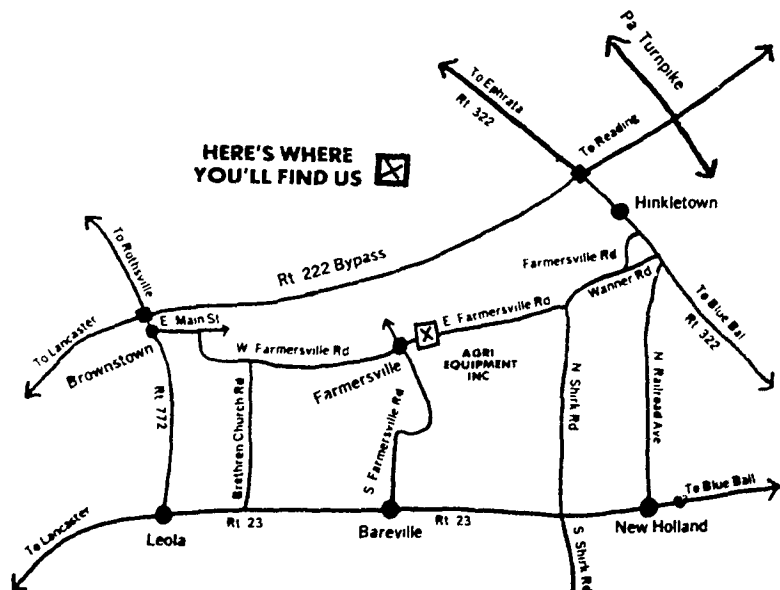 Pa Turnpike
To Ephrata
Rt 322
To Reading
HERE'S WHERE
YOU'LL FIND US
Hinkletown
To Rothsville
Rt 222 Bypass
Farmersville Rd
Wanner Rd
To Blue Bal
Rt 322
E Main St
To Lancaster
Brownstown
W Farmersville Rd
E Farmersville Rd
Farmersville
AGRI
EQUIPMENT
INC
Rt 772
Brethren Church Rd
S Farmersville Rd
N Shirk Rd
N Railroad Ave
To Blue Ball
To Lancaster
Leola
Rt 23
Bareville
Rt 23
New Holland
S Shirk Rd